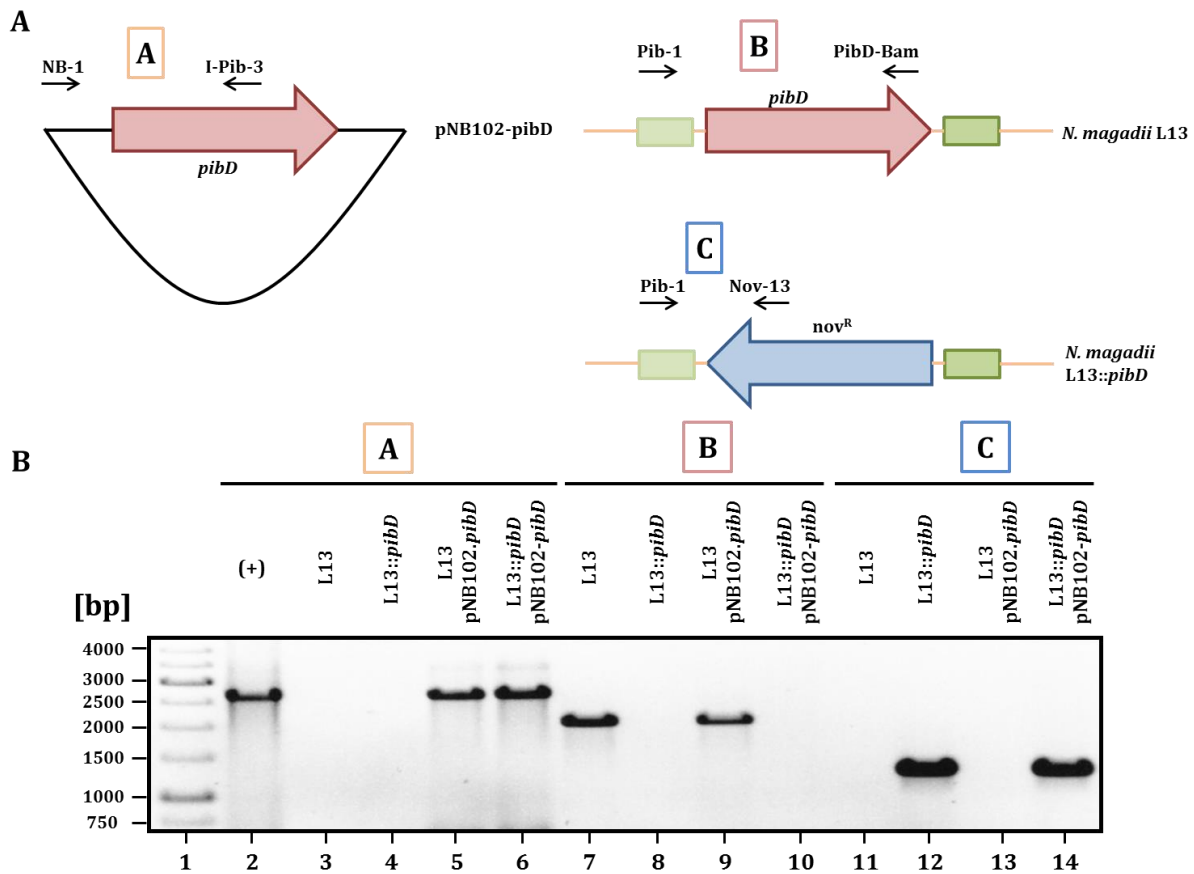 A
A
NB-1
I-Pib-3
pibD
pNB102-pibD
B
Pib-1
PibD-Bam
pibD
N. magadii L13
C
Pib-1
Nov-13
novR
N. magadii
L13::pibD
B
A
B
C
(+)
L13
L13::pibD
L13
pNB102.pibD
L13::pibD
pNB102-pibD
L13
L13::pibD
L13
pNB102.pibD
L13::pibD
pNB102-pibD
L13
L13::pibD
L13
pNB102.pibD
L13::pibD
pNB102-pibD
[bp]
4000
3000
2500
2000
1500
1000
750
1 2 3 4 5 6 7 8 9 10 11 12 13 14